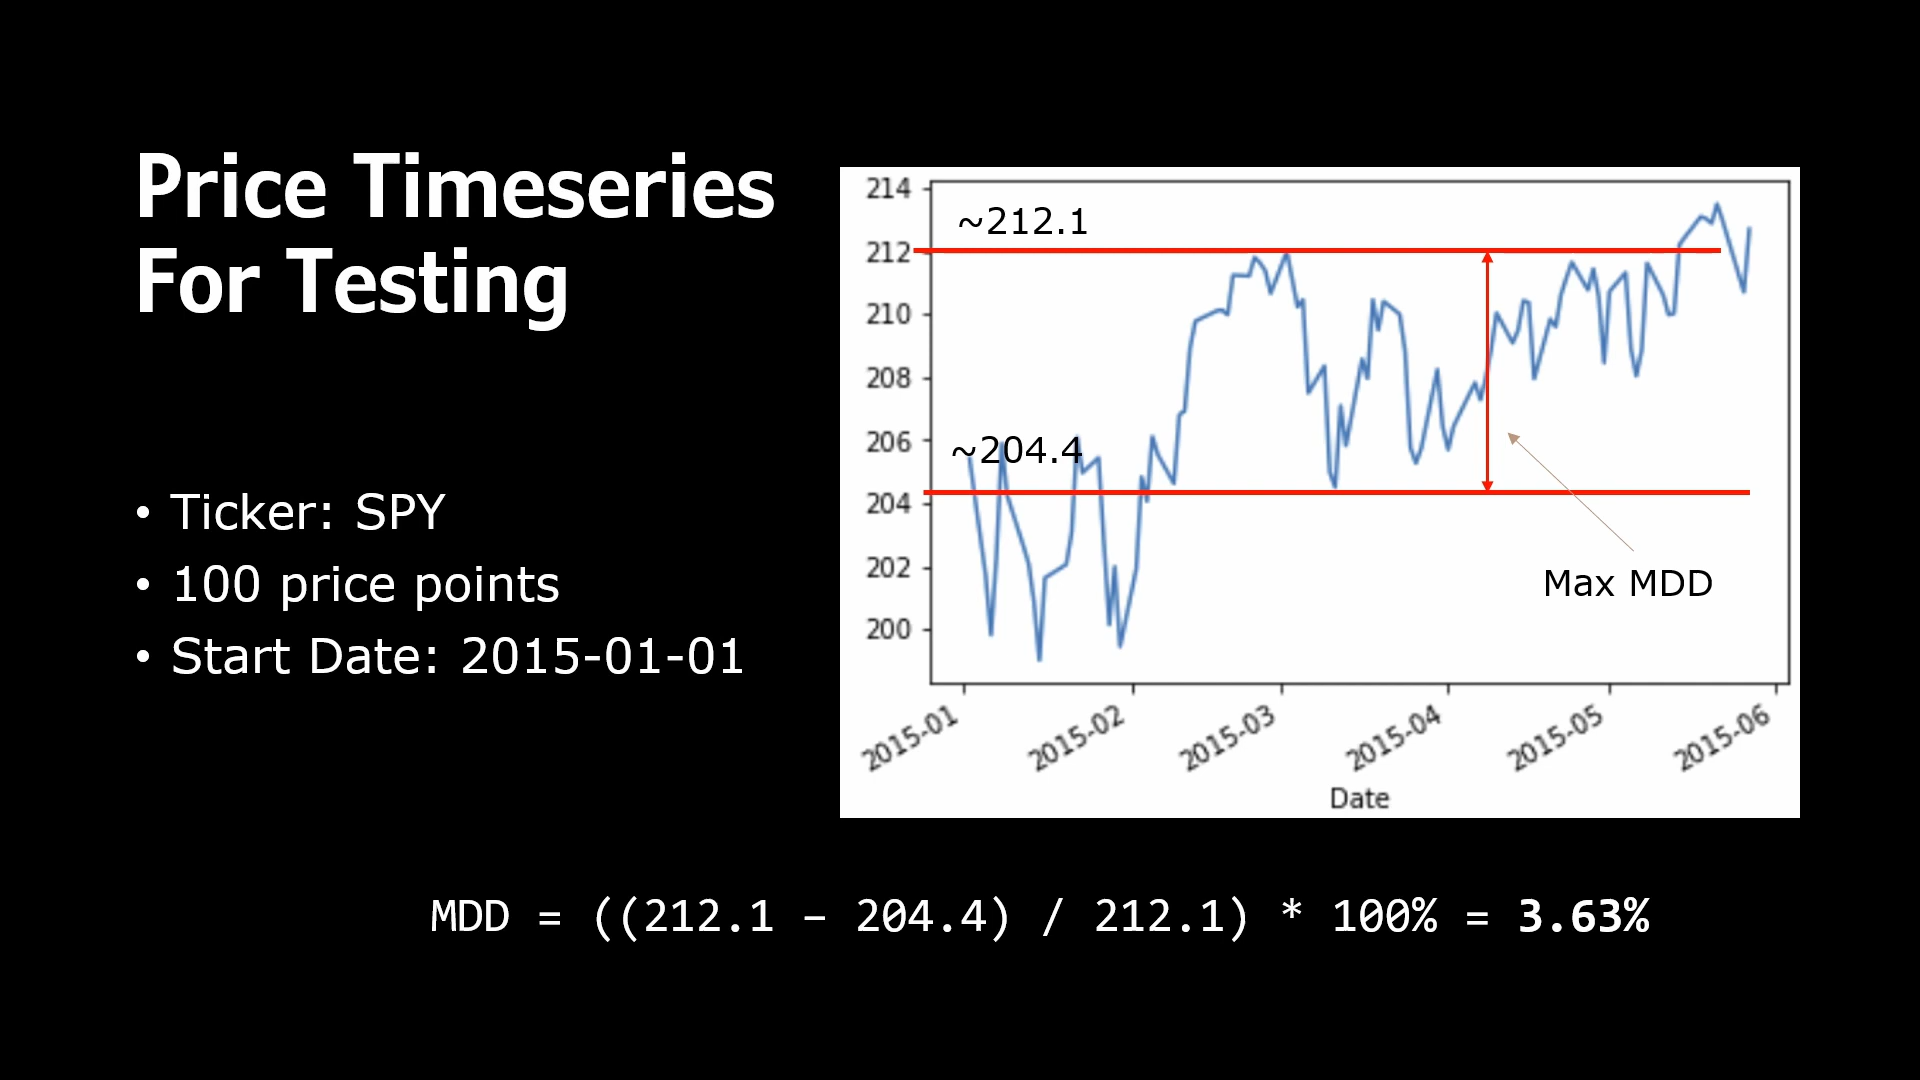 Price Timeseries
For Testing
• Ticker: SPY
• 100 price points
• Start Date: 2015-01-01
214
~212.1
212
210
208
206
~204.4
204
202
200
Max MDD
2015-01
2015-02
2015-03
2015-04
2015-05
2015-06
Date
MDD = ((212.1 – 204.4) / 212.1) * 100% = 3.63%